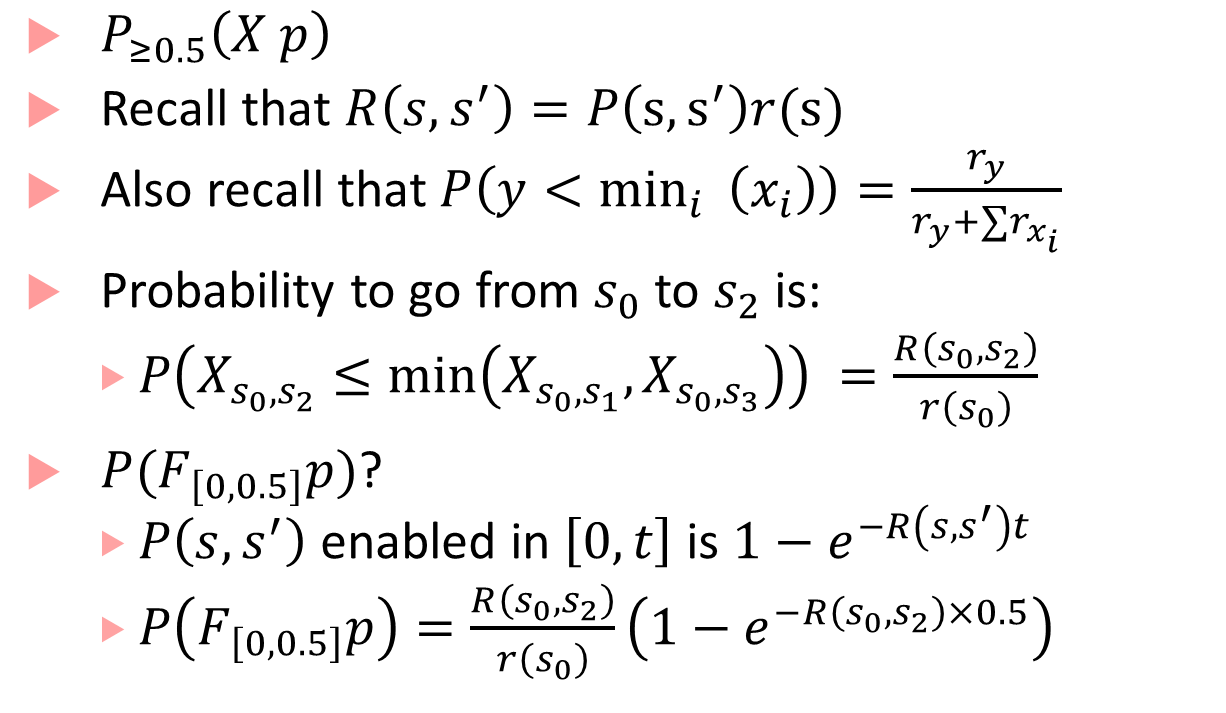 P≥0.5(X p)
Recall that R(s, s′) = P(s, s′)r(s)
Also recall that P(y < minᵢ (xᵢ)) = r_y / (r_y + ∑r_{xᵢ})
Probability to go from s₀ to s₂ is:
P(X_{s₀,s₂} ≤ min(X_{s₀,s₁}, X_{s₀,s₃})) = R(s₀,s₂) / r(s₀)
P(F_{[0,0.5]}p)?
P(s, s′) enabled in [0, t] is 1 − e^{−R(s,s′)t}
P(F_{[0,0.5]}p) = R(s₀,s₂) / r(s₀) (1 − e^{−R(s₀,s₂)×0.5})